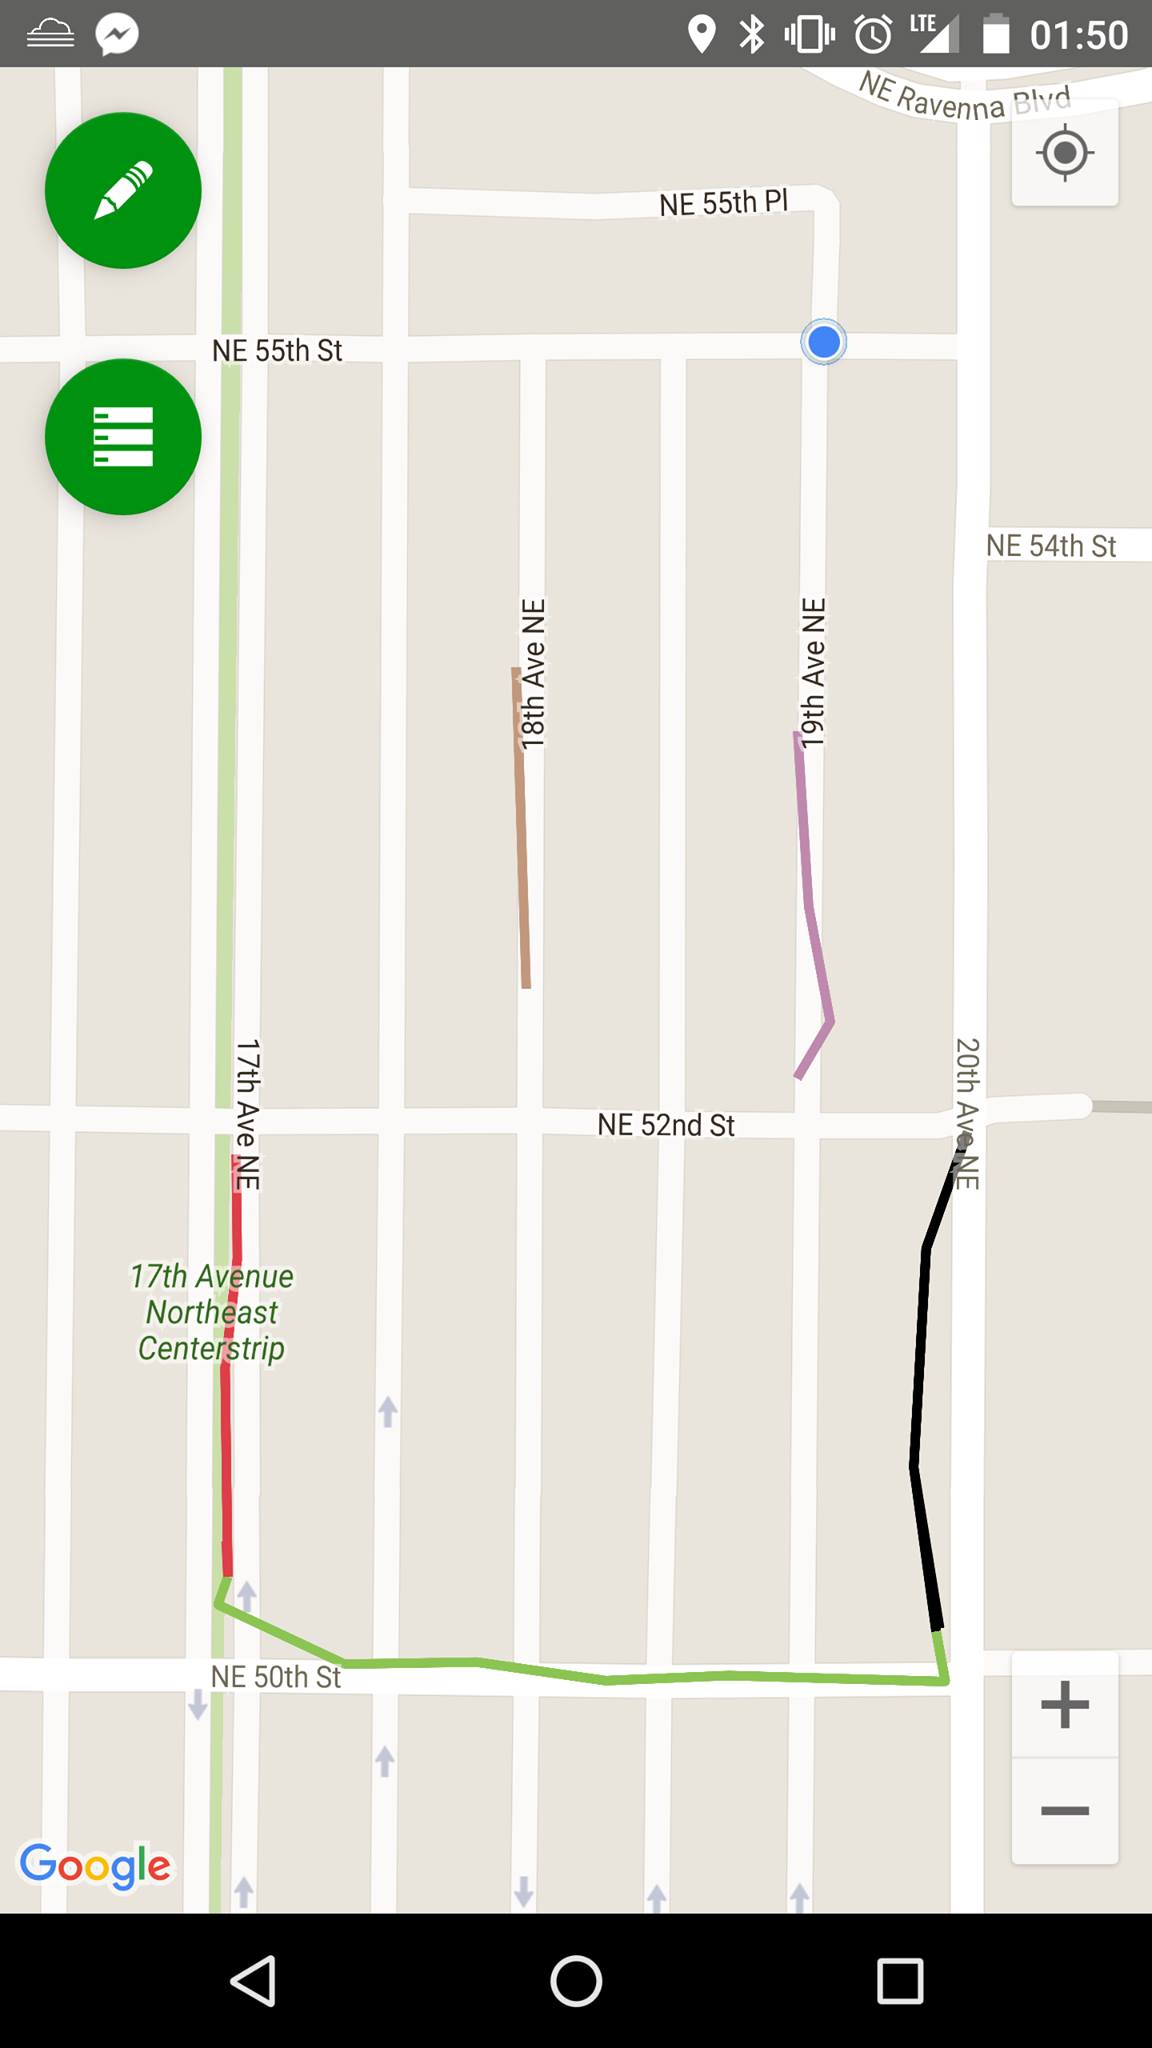 LTE 01:50
NE Ravenna Blvd
NE 55th Pl
NE 55th St
NE 54th St
18th Ave NE
19th Ave NE
17th Ave NE
20th Ave NE
NE 52nd St
17th Avenue
Northeast
Centerstrip
NE 50th St
Google